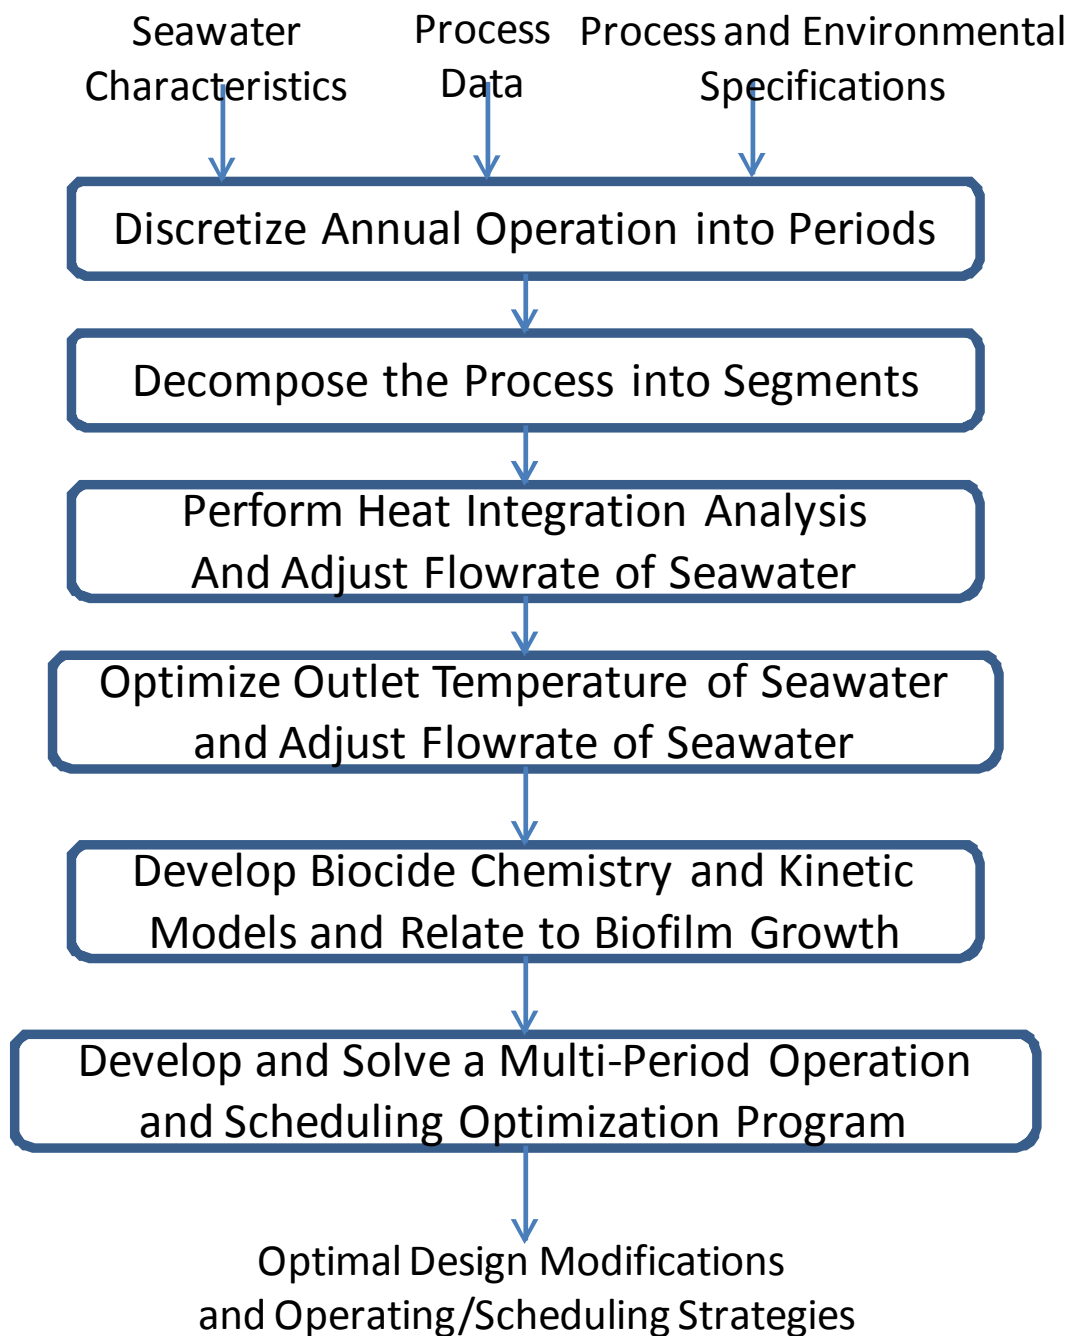 Seawater
Characteristics
Process
Data
Process and Environmental
Specifications
Discretize Annual Operation into Periods
Decompose the Process into Segments
Perform Heat Integration Analysis
And Adjust Flowrate of Seawater
Optimize Outlet Temperature of Seawater
and Adjust Flowrate of Seawater
Develop Biocide Chemistry and Kinetic
Models and Relate to Biofilm Growth
Develop and Solve a Multi-Period Operation
and Scheduling Optimization Program
Optimal Design Modifications
and Operating/Scheduling Strategies